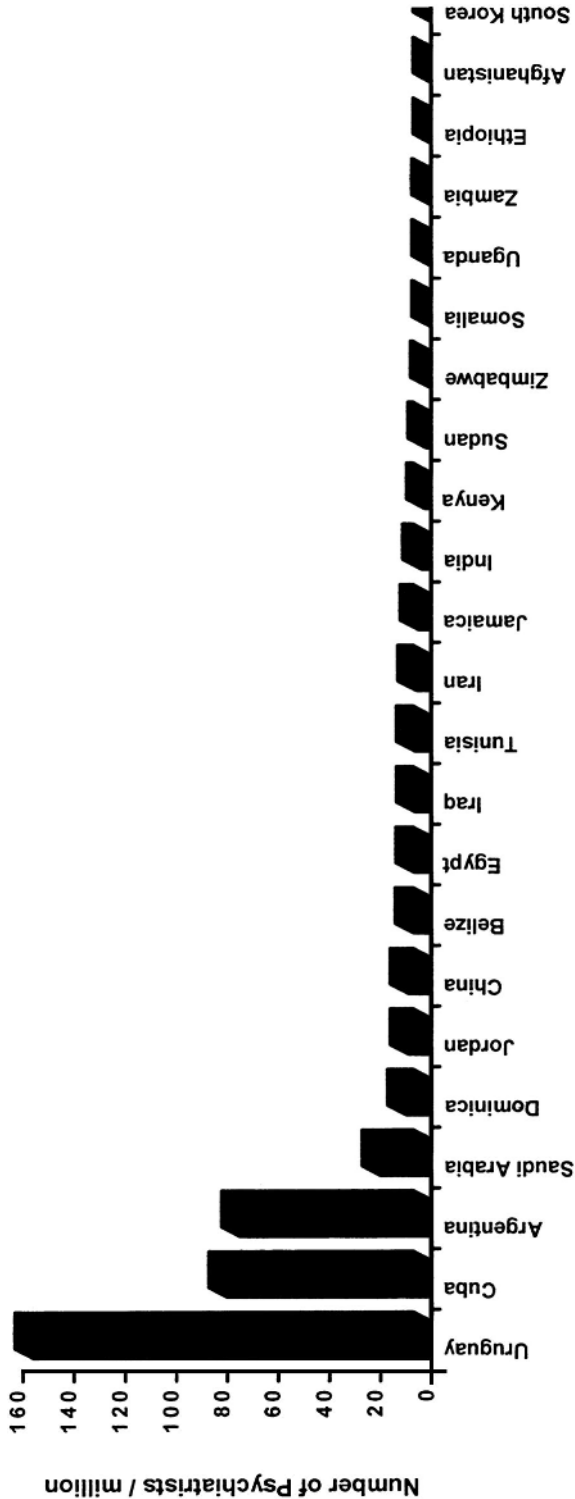 Number of Psychiatrists / million
160
140
120
100
80
60
40
20
0
Uruguay
Cuba
Argentina
Saudi Arabia
Dominica
Jordan
China
Belize
Egypt
Iraq
Tunisia
Iran
Jamaica
India
Kenya
Sudan
Zimbabwe
Somalia
Uganda
Zambia
Ethiopia
Afghanistan
South Korea